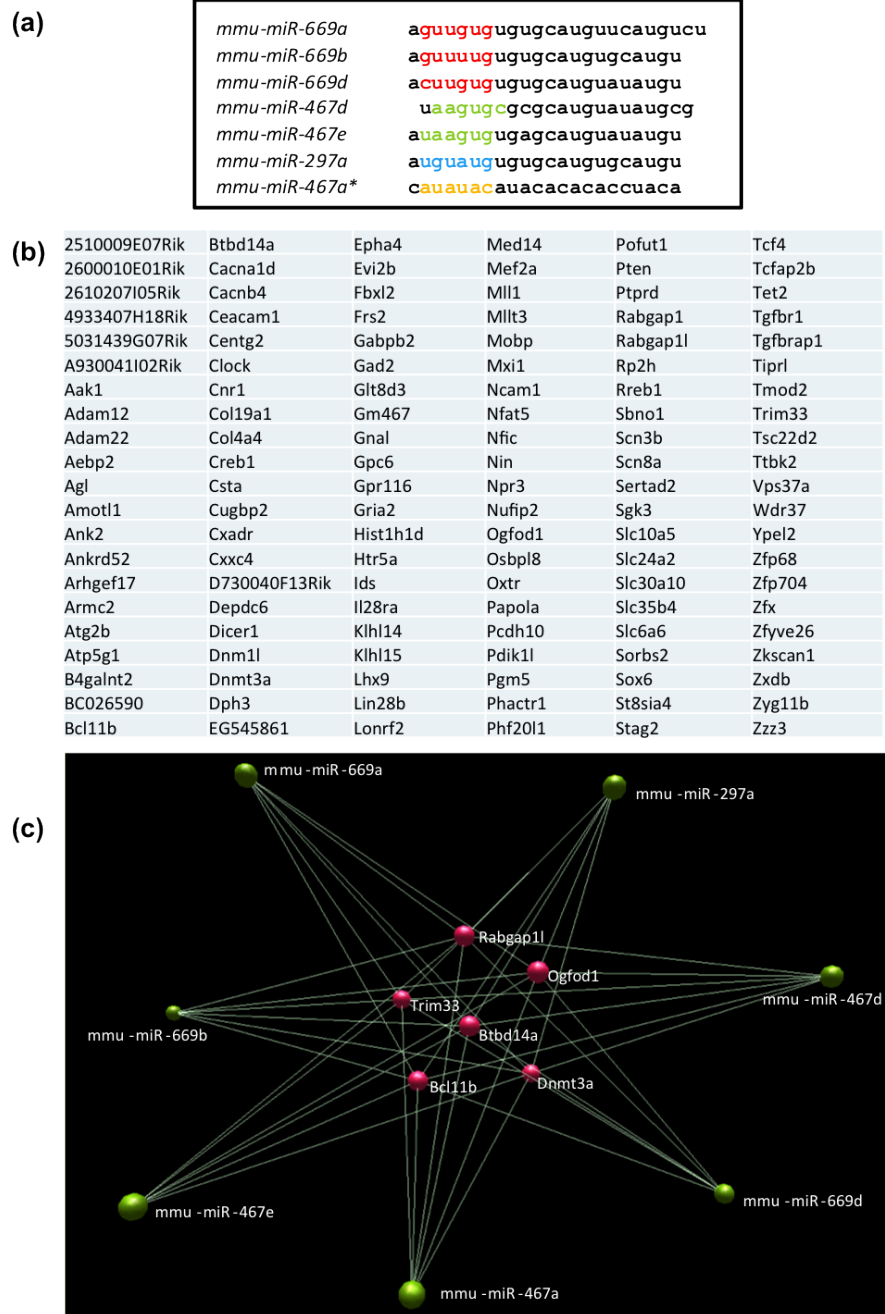 (a)
mmu-miR-669a aguugugugugcauguucaugucu
mmu-miR-669b aguuuugugugcaugugcaugu
mmu-miR-669d acuuguguгugcauguauaugu
mmu-miR-467d uaagugcgcgcauguauaugcg
mmu-miR-467e auaagugugagcauguauaugu
mmu-miR-297a auguaugugugcaugugcaugu
mmu-miR-467a* cauauacauacacacaccuaca
(b)
2510009E07Rik Btbd14a Epha4 Med14 Pofut1 Tcf4
2600010E01Rik Cacna1d Evi2b Mef2a Pten Tcfap2b
2610207I05Rik Cacnb4 Fbxl2 Mll1 Ptprd Tet2
4933407H18Rik Ceacam1 Frs2 Mllt3 Rabgap1 Tgfbr1
5031439G07Rik Centg2 Gabpb2 Mobp Rabgap1l Tgfbrap1
A930041I02Rik Clock Gad2 Mxi1 Rp2h Tiprl
Aak1 Cnr1 Glt8d3 Ncam1 Rreb1 Tmod2
Adam12 Col19a1 Gm467 Nfat5 Sbno1 Trim33
Adam22 Col4a4 Gnal Nfic Scn3b Tsc22d2
Aebp2 Creb1 Gpc6 Nin Scn8a Ttbk2
Agl Csta Gpr116 Npr3 Sertad2 Vps37a
Amotl1 Cugbp2 Gria2 Nufip2 Sgk3 Wdr37
Ank2 Cxadr Hist1h1d Ogfod1 Slc10a5 Ypel2
Ankrd52 Cxxc4 Htr5a Osbpl8 Slc24a2 Zfp68
Arhgef17 D730040F13Rik Ids Oxtr Slc30a10 Zfp704
Armc2 Depdc6 Il28ra Papola Slc35b4 Zfx
Atg2b Dicer1 Klhl14 Pcdh10 Slc6a6 Zfyve26
Atp5g1 Dnm1l Klhl15 Pdik1l Sorbs2 Zkscan1
B4galnt2 Dnmt3a Lhx9 Pgm5 Sox6 Zxdb
BC026590 Dph3 Lin28b Phactr1 St8sia4 Zyg11b
Bcl11b EG545861 Lonrf2 Phf20l1 Stag2 Zzz3
(c)
mmu-miR-669a
mmu-miR-297a
Rabgap1l
Ogfod1
mmu-miR-467d
Trim33
mmu-miR-669b
Btbd14a
Bcl11b
Dnmt3a
mmu-miR-669d
mmu-miR-467e
mmu-miR-467a